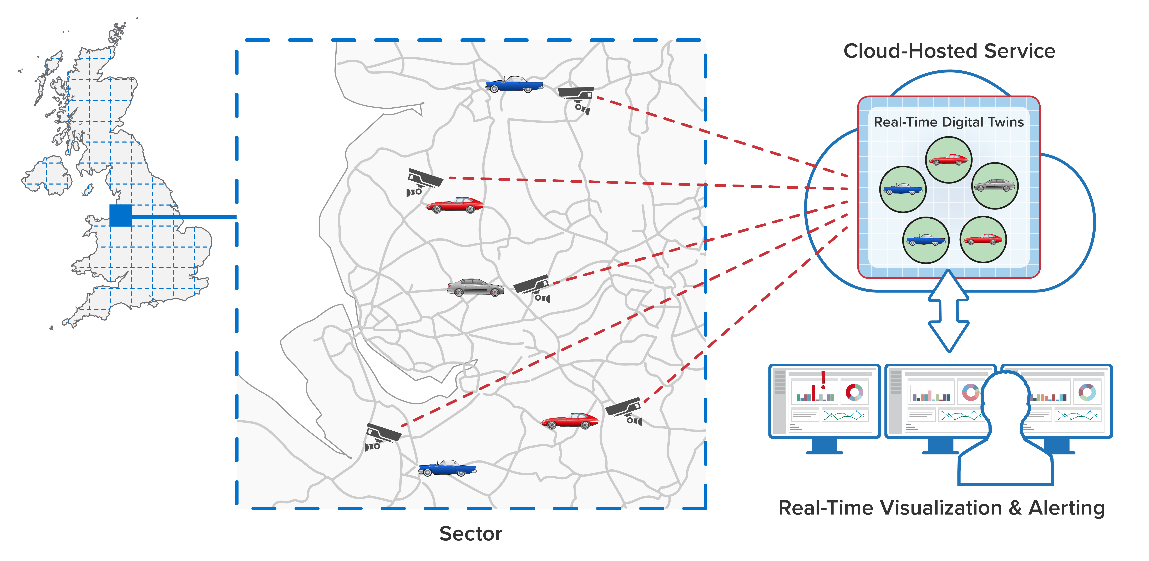 Cloud-Hosted Service
Real-Time Digital Twins
Sector
Real-Time Visualization & Alerting